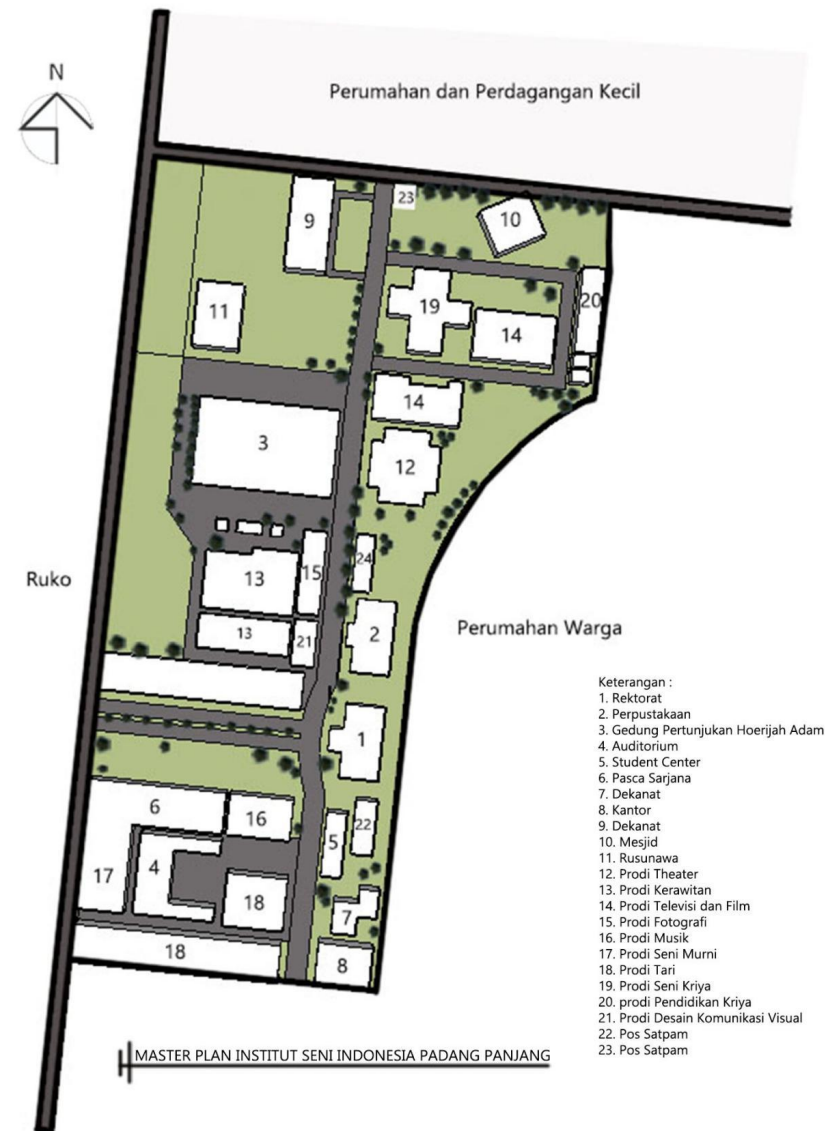 N
Perumahan dan Perdagangan Kecil
23
9
10
11
19
20
14
14
3
12
24
13
15
Ruko
13
21
2
Perumahan Warga
1
6
16
5
22
4
17
18
7
18
8
Keterangan :
1. Rektorat
2. Perpustakaan
3. Gedung Pertunjukan Hoerijah Adam
4. Auditorium
5. Student Center
6. Pasca Sarjana
7. Dekanat
8. Kantor
9. Dekanat
10. Mesjid
11. Rusunawa
12. Prodi Theater
13. Prodi Kerawitan
14. Prodi Televisi dan Film
15. Prodi Fotografi
16. Prodi Musik
17. Prodi Seni Murni
18. Prodi Tari
19. Prodi Seni Kriya
20. prodi Pendidikan Kriya
21. Prodi Desain Komunikasi Visual
22. Pos Satpam
23. Pos Satpam
MASTER PLAN INSTITUT SENI INDONESIA PADANG PANJANG